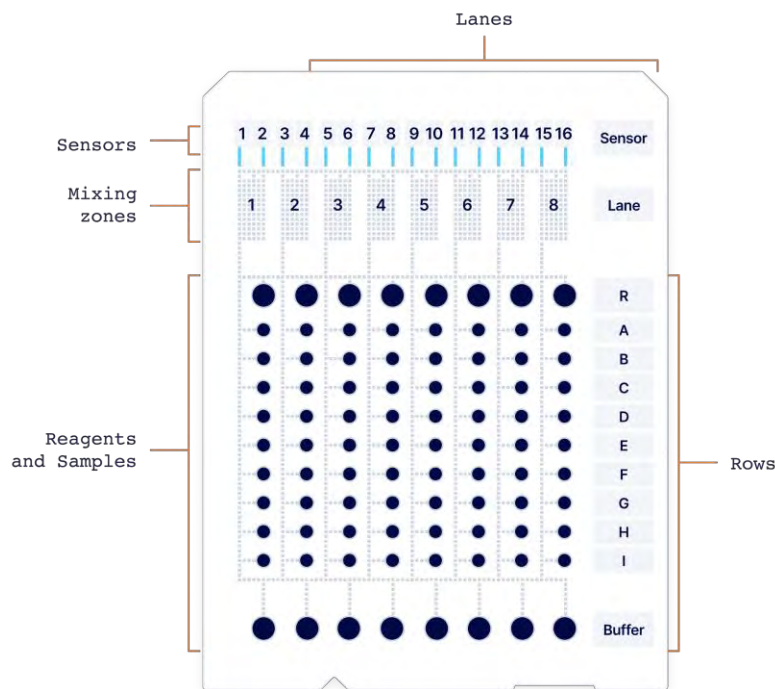 Lanes
Sensors
1 2 3 4 5 6 7 8 9 10 11 12 13 14 15 16
Sensor
Mixing
zones
1 2 3 4 5 6 7 8
Lane
R
A
B
C
D
E
F
G
H
I
Reagents
and Samples
Rows
Buffer